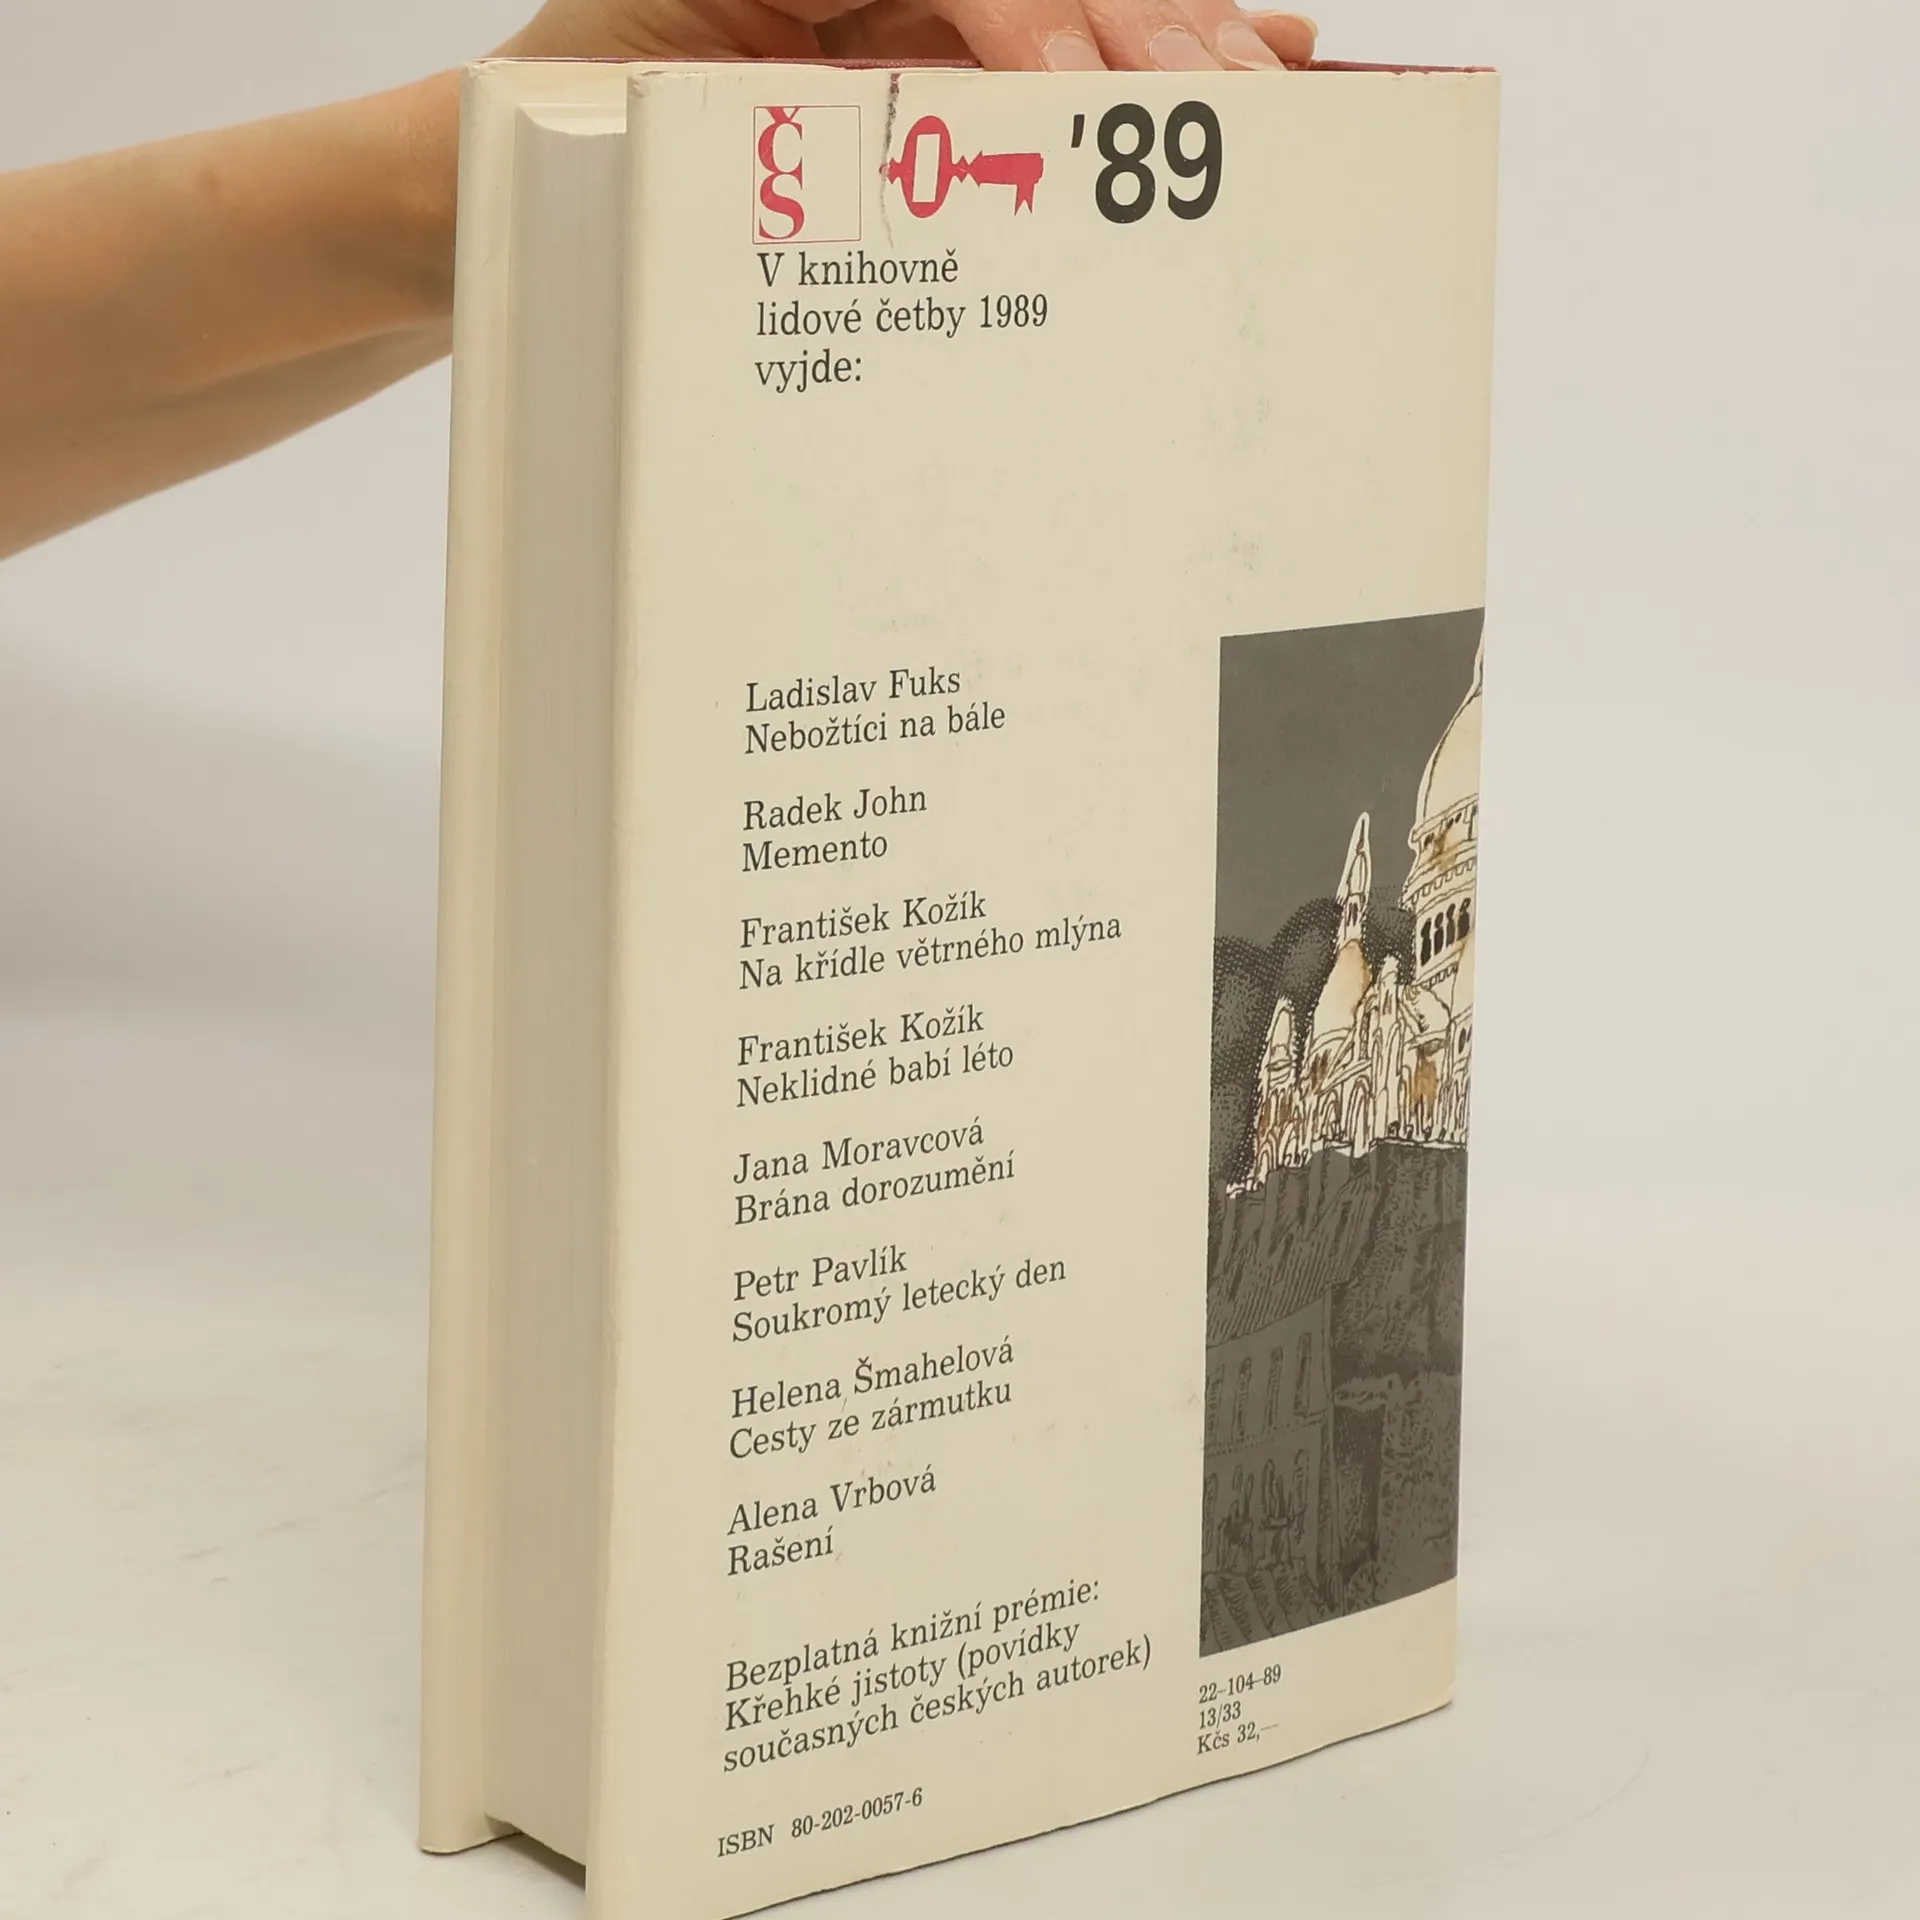 ČS
'89
V knihovně
lidové četby 1989
vyjde:
Ladislav Fuks
Nebožtíci na bále
Radek John
Memento
František Kožík
Na křídle větrného mlýna
František Kožík
Neklidné babí léto
Jana Moravcová
Brána dorozumění
Petr Pavlík
Soukromý letecký den
Helena Šmahelová
Cesty ze zármutku
Alena Vrbová
Rašení
Bezplatná knižní prémie:
Křehké jistoty (povídky
současných českých autorek)
22-104-89
13/33
Kčs 32,—
ISBN 80-202-0057-6